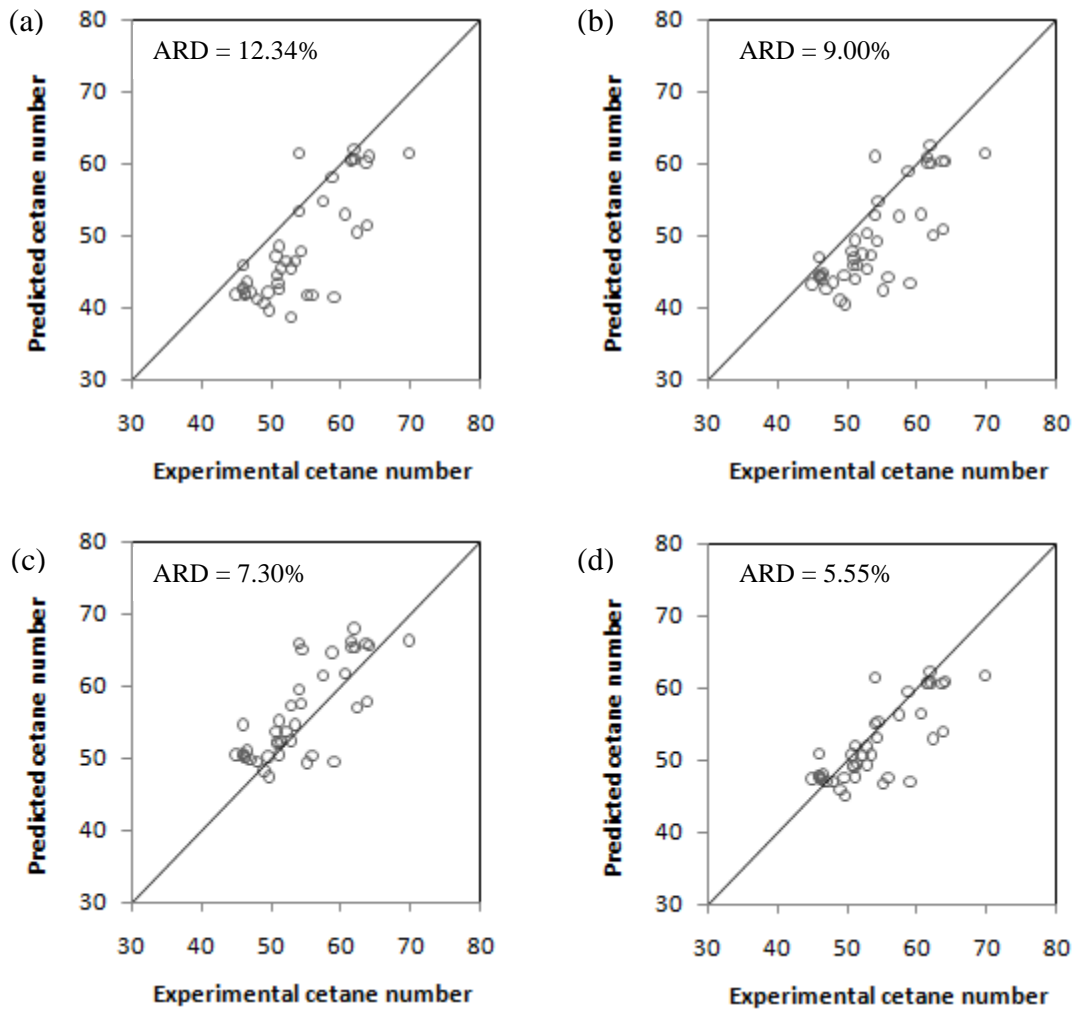 (a)
ARD = 12.34%
80
70
60
50
40
30
Predicted cetane number
30 40 50 60 70 80
Experimental cetane number
(b)
ARD = 9.00%
80
70
60
50
40
30
Predicted cetane number
30 40 50 60 70 80
Experimental cetane number
(c)
ARD = 7.30%
80
70
60
50
40
30
Predicted cetane number
30 40 50 60 70 80
Experimental cetane number
(d)
ARD = 5.55%
80
70
60
50
40
30
Predicted cetane number
30 40 50 60 70 80
Experimental cetane number